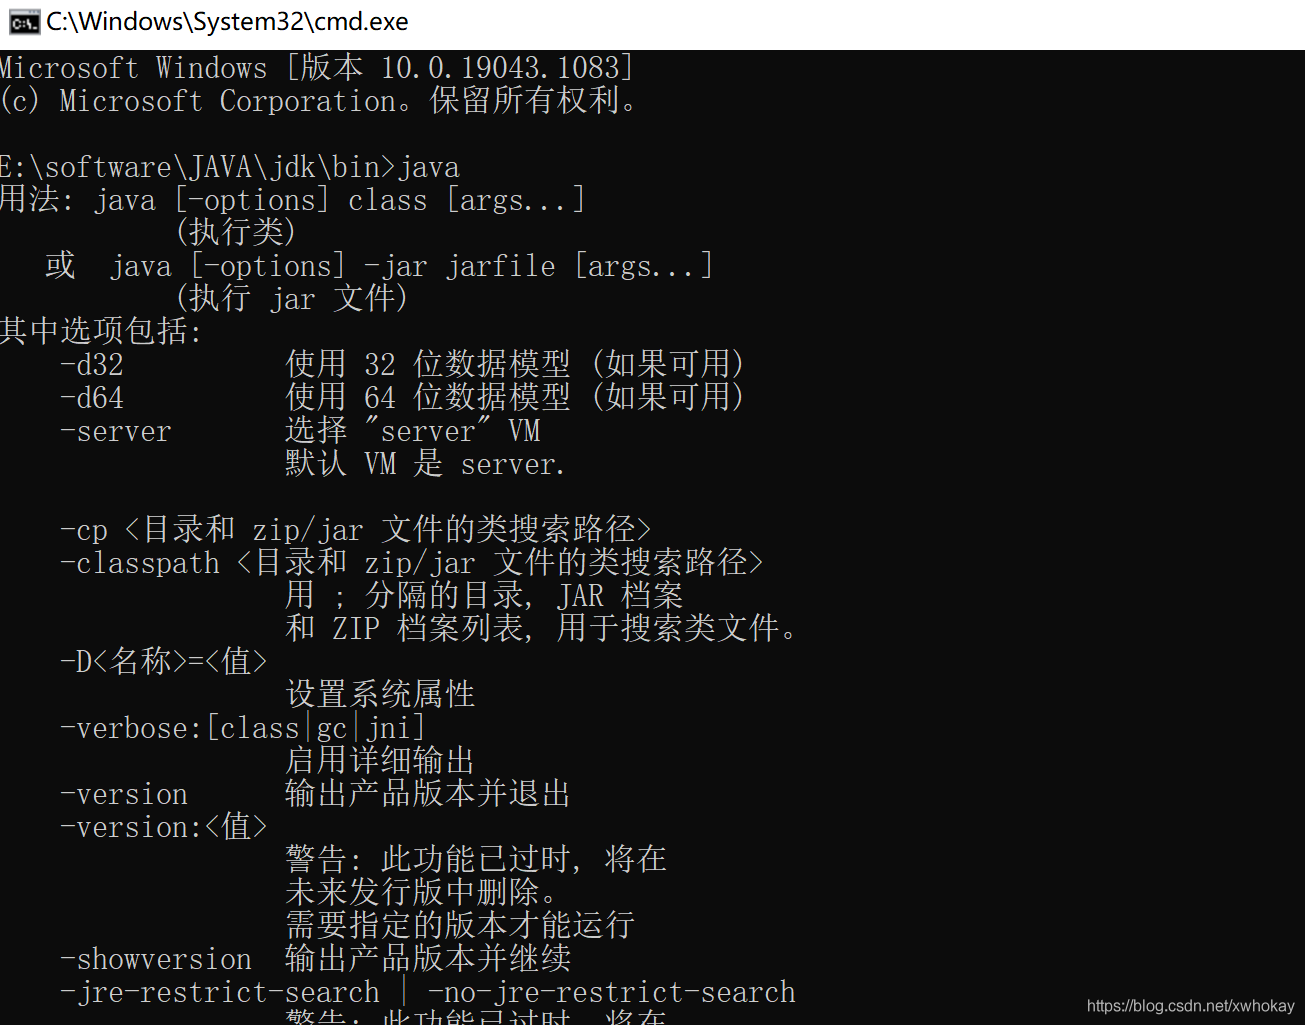 C:\Windows\System32\cmd.exe
Microsoft Windows [版本 10.0.19043.1083]
(c) Microsoft Corporation。保留所有权利。
E:\software\JAVA\jdk\bin>java
用法: java [-options] class [args...]
(执行类)
或  java [-options] -jar jarfile [args...]
(执行 jar 文件)
其中选项包括:
-d32 使用 32 位数据模型 (如果可用)
-d64 使用 64 位数据模型 (如果可用)
-server 选择 "server" VM
默认 VM 是 server.
-cp <目录和 zip/jar 文件的类搜索路径>
-classpath <目录和 zip/jar 文件的类搜索路径>
用 ; 分隔的目录, JAR 档案
和 ZIP 档案列表, 用于搜索类文件。
-D<名称>=<值>
设置系统属性
-verbose:[class|gc|jni]
启用详细输出
-version 输出产品版本并退出
-version:<值>
警告: 此功能已过时, 将在
未来发行版中删除。
需要指定的版本才能运行
-showversion 输出产品版本并继续
-jre-restrict-search | -no-jre-restrict-search
警告: 此功能已过时, 将在
https://blog.csdn.net/xwhokay